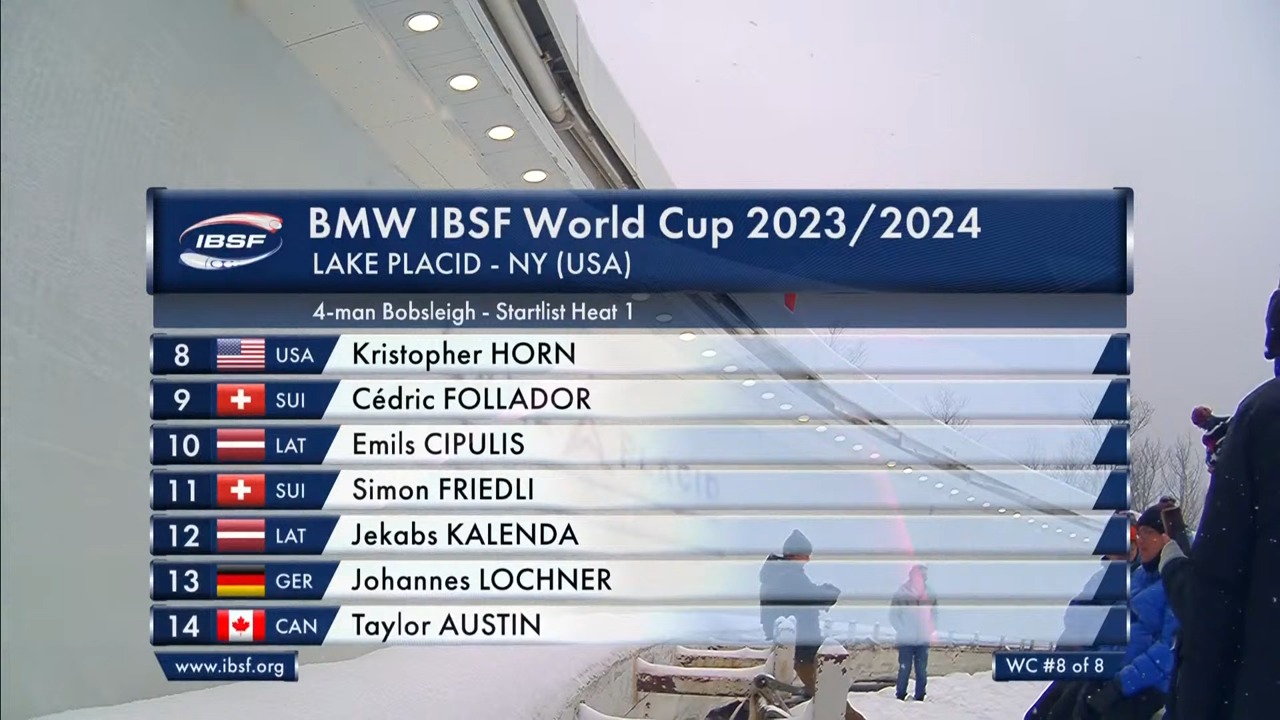 IBSF
BMW IBSF World Cup 2023/2024
LAKE PLACID - NY (USA)
4-man Bobsleigh - Startlist Heat 1
8 USA Kristopher HORN
9 SUI Cédric FOLLADOR
10 LAT Emils CIPULIS
11 SUI Simon FRIEDLI
12 LAT Jekabs KALENDA
13 GER Johannes LOCHNER
14 CAN Taylor AUSTIN
www.ibsf.org
WC #8 of 8